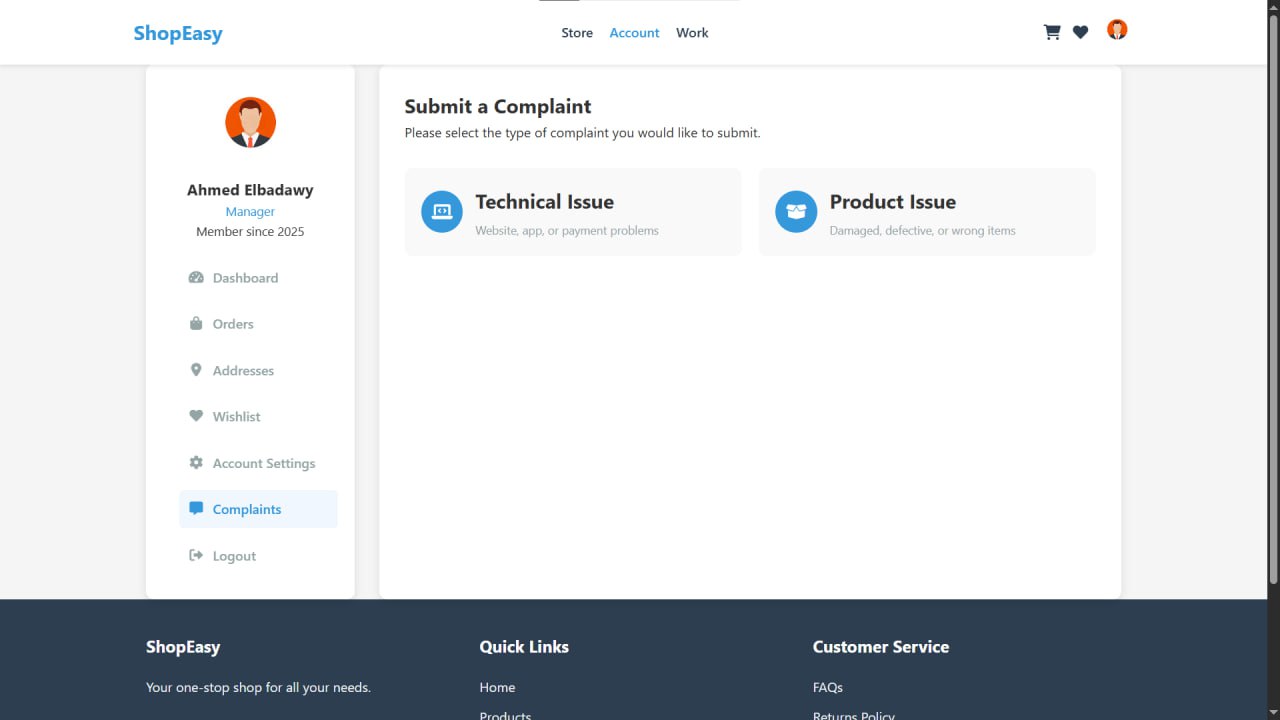 ShopEasy
Store Account Work
Ahmed Elbadawy
Manager
Member since 2025
Dashboard
Orders
Addresses
Wishlist
Account Settings
Complaints
Logout
Submit a Complaint
Please select the type of complaint you would like to submit.
Technical Issue
Website, app, or payment problems
Product Issue
Damaged, defective, or wrong items
ShopEasy
Your one-stop shop for all your needs.
Quick Links
Home
Products
Customer Service
FAQs
Returns Policy